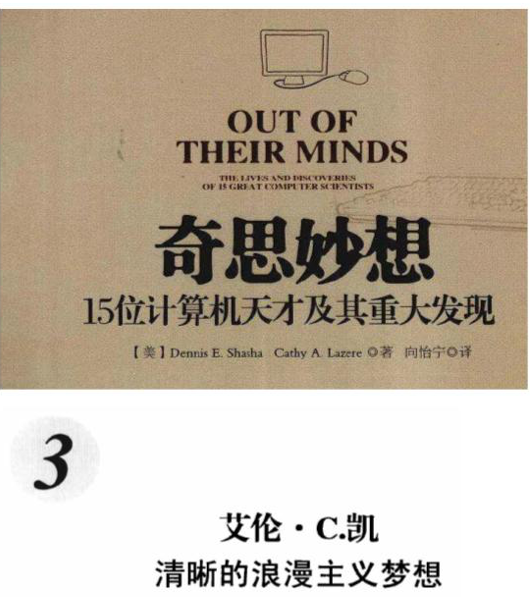 OUT OF
THEIR MINDS
THE LIVES AND DISCOVERIES
OF 15 GREAT COMPUTER SCIENTISTS
奇思妙想
15位计算机天才及其重大发现
【美】Dennis E. Shasha Cathy A. Lazere ◎著 向怡宁◎译
3
艾伦·C.凯
清晰的浪漫主义梦想